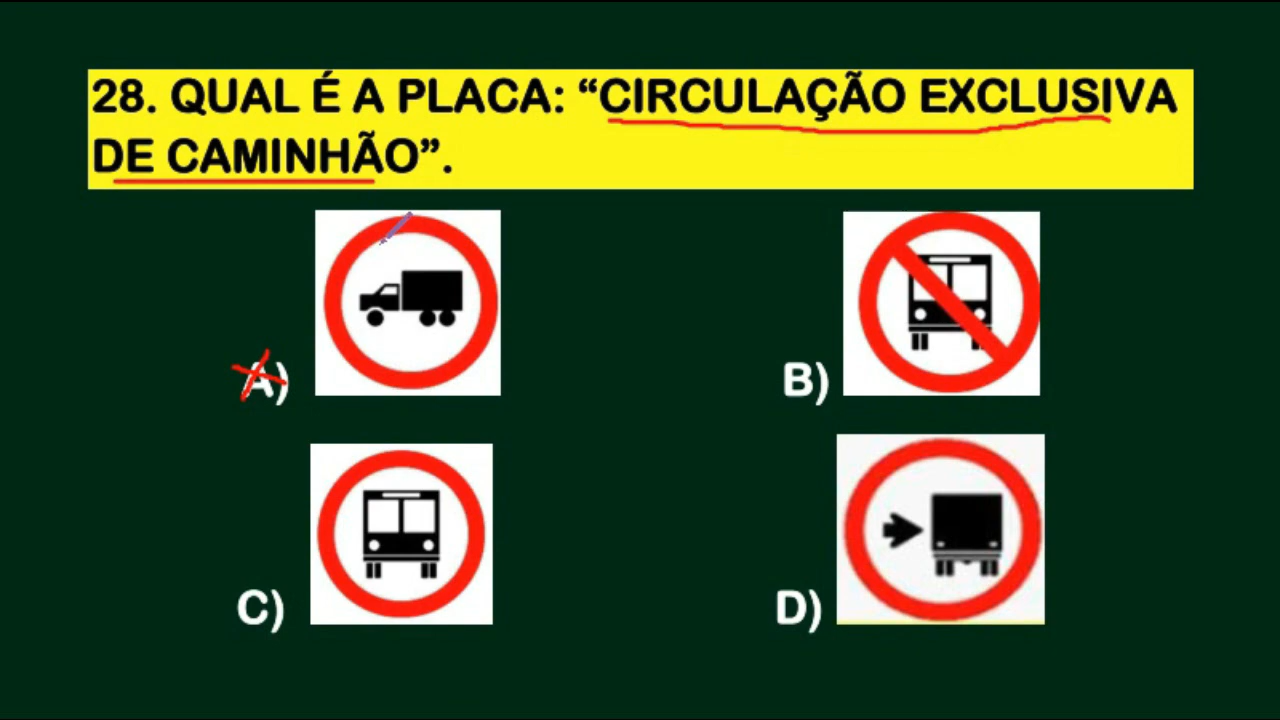 28. QUAL É A PLACA: “CIRCULAÇÃO EXCLUSIVA
DE CAMINHÃO”.
A)
B)
C)
D)